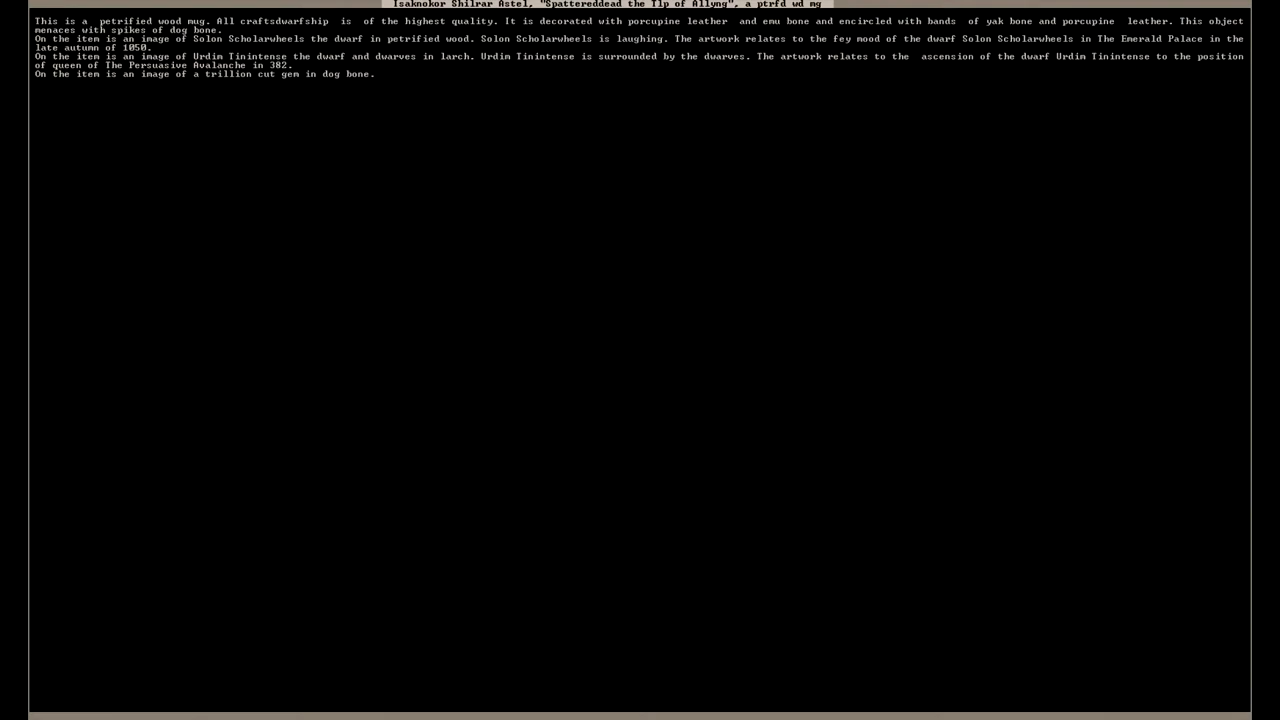 Isaknokor Shilrar Astel, "Spattereddead the Tlp of Allyng", a ptrfd wd mg
This is a petrified wood mug. All craftsdwarfship is of the highest quality. It is decorated with porcupine leather and emu bone and encircled with bands of yak bone and porcupine leather. This object
menaces with spikes of dog bone.
On the item is an image of Solon Scholarwheels the dwarf in petrified wood. Solon Scholarwheels is laughing. The artwork relates to the fey mood of the dwarf Solon Scholarwheels in The Emerald Palace in the
late autumn of 1050.
On the item is an image of Urdim Tinintense the dwarf and dwarves in larch. Urdim Tinintense is surrounded by the dwarves. The artwork relates to the ascension of the dwarf Urdim Tinintense to the position
of queen of The Persuasive Avalanche in 382.
On the item is an image of a trillion cut gem in dog bone.